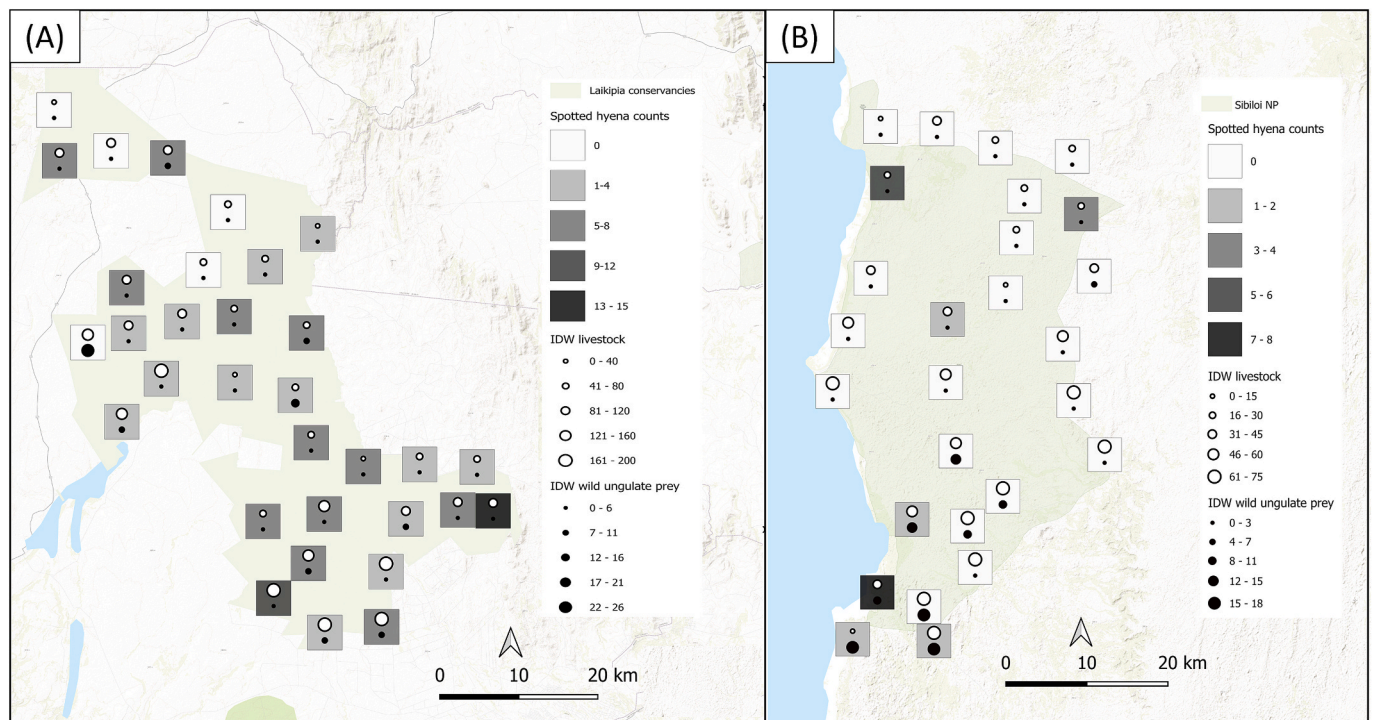 (A)
Laikipia conservancies
Spotted hyena counts
0
1-4
5-8
9-12
13 - 15
IDW livestock
0 - 40
41 - 80
81 - 120
121 - 160
161 - 200
IDW wild ungulate prey
0 - 6
7 - 11
12 - 16
17 - 21
22 - 26
0 10 20 km
(B)
Sibiloi NP
Spotted hyena counts
0
1 - 2
3 - 4
5 - 6
7 - 8
IDW livestock
0 - 15
16 - 30
31 - 45
46 - 60
61 - 75
IDW wild ungulate prey
0 - 3
4 - 7
8 - 11
12 - 15
15 - 18
0 10 20 km